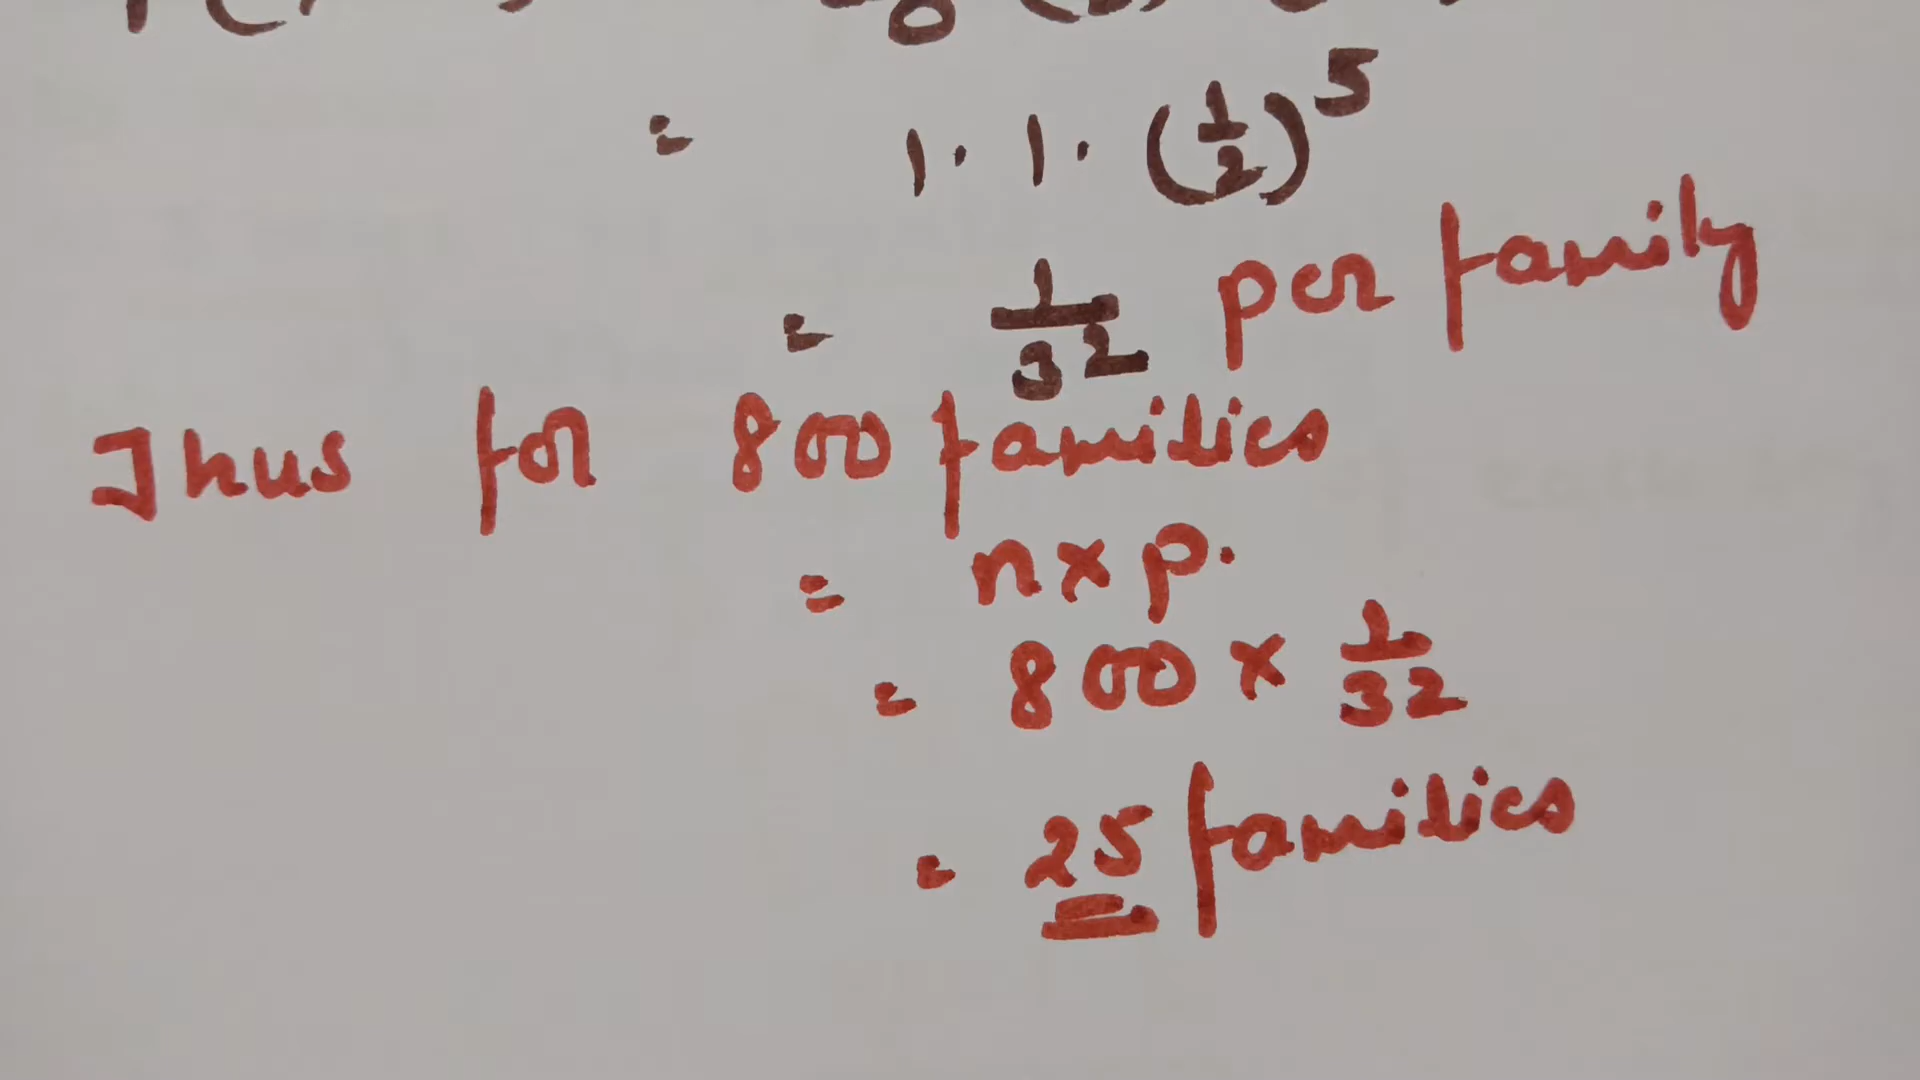 = 1 · 1 · (1/2)^5
= 1/32 per family
Thus for 800 families
= n × p.
= 800 × 1/32
= 25 families